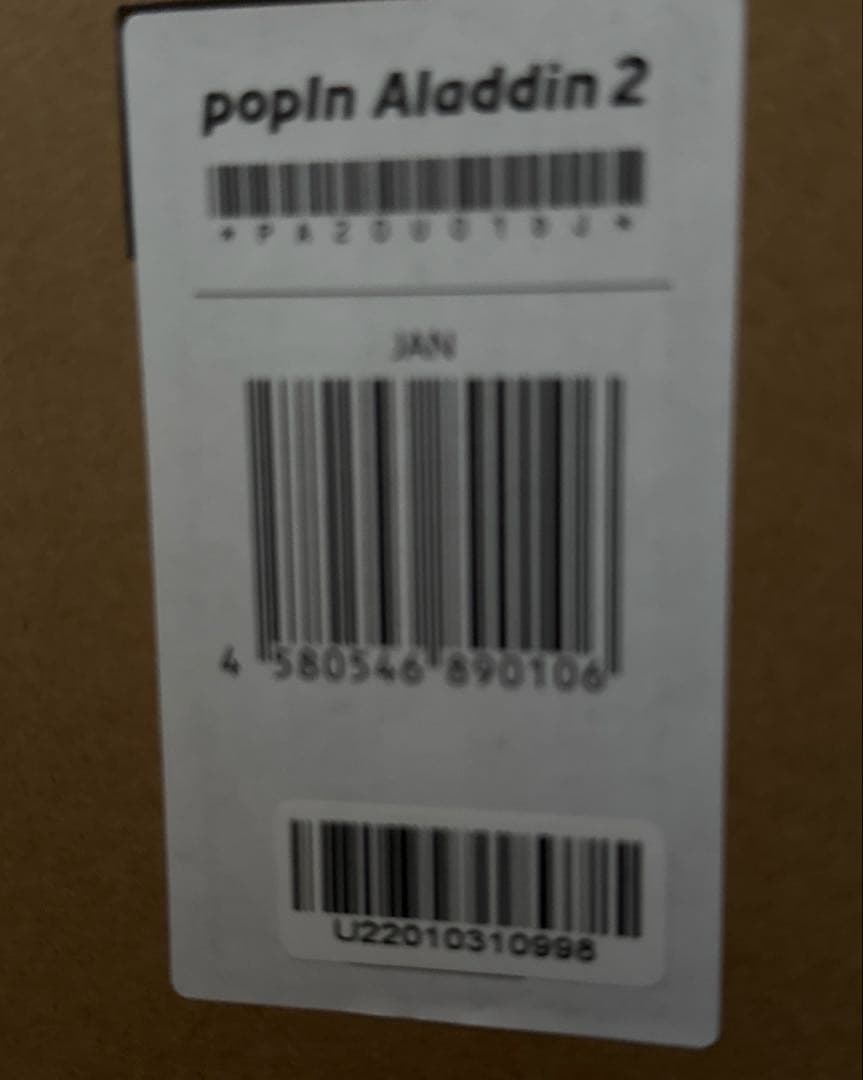 popIn Aladdin 2
JAN
4 580546 890106
U22010310998